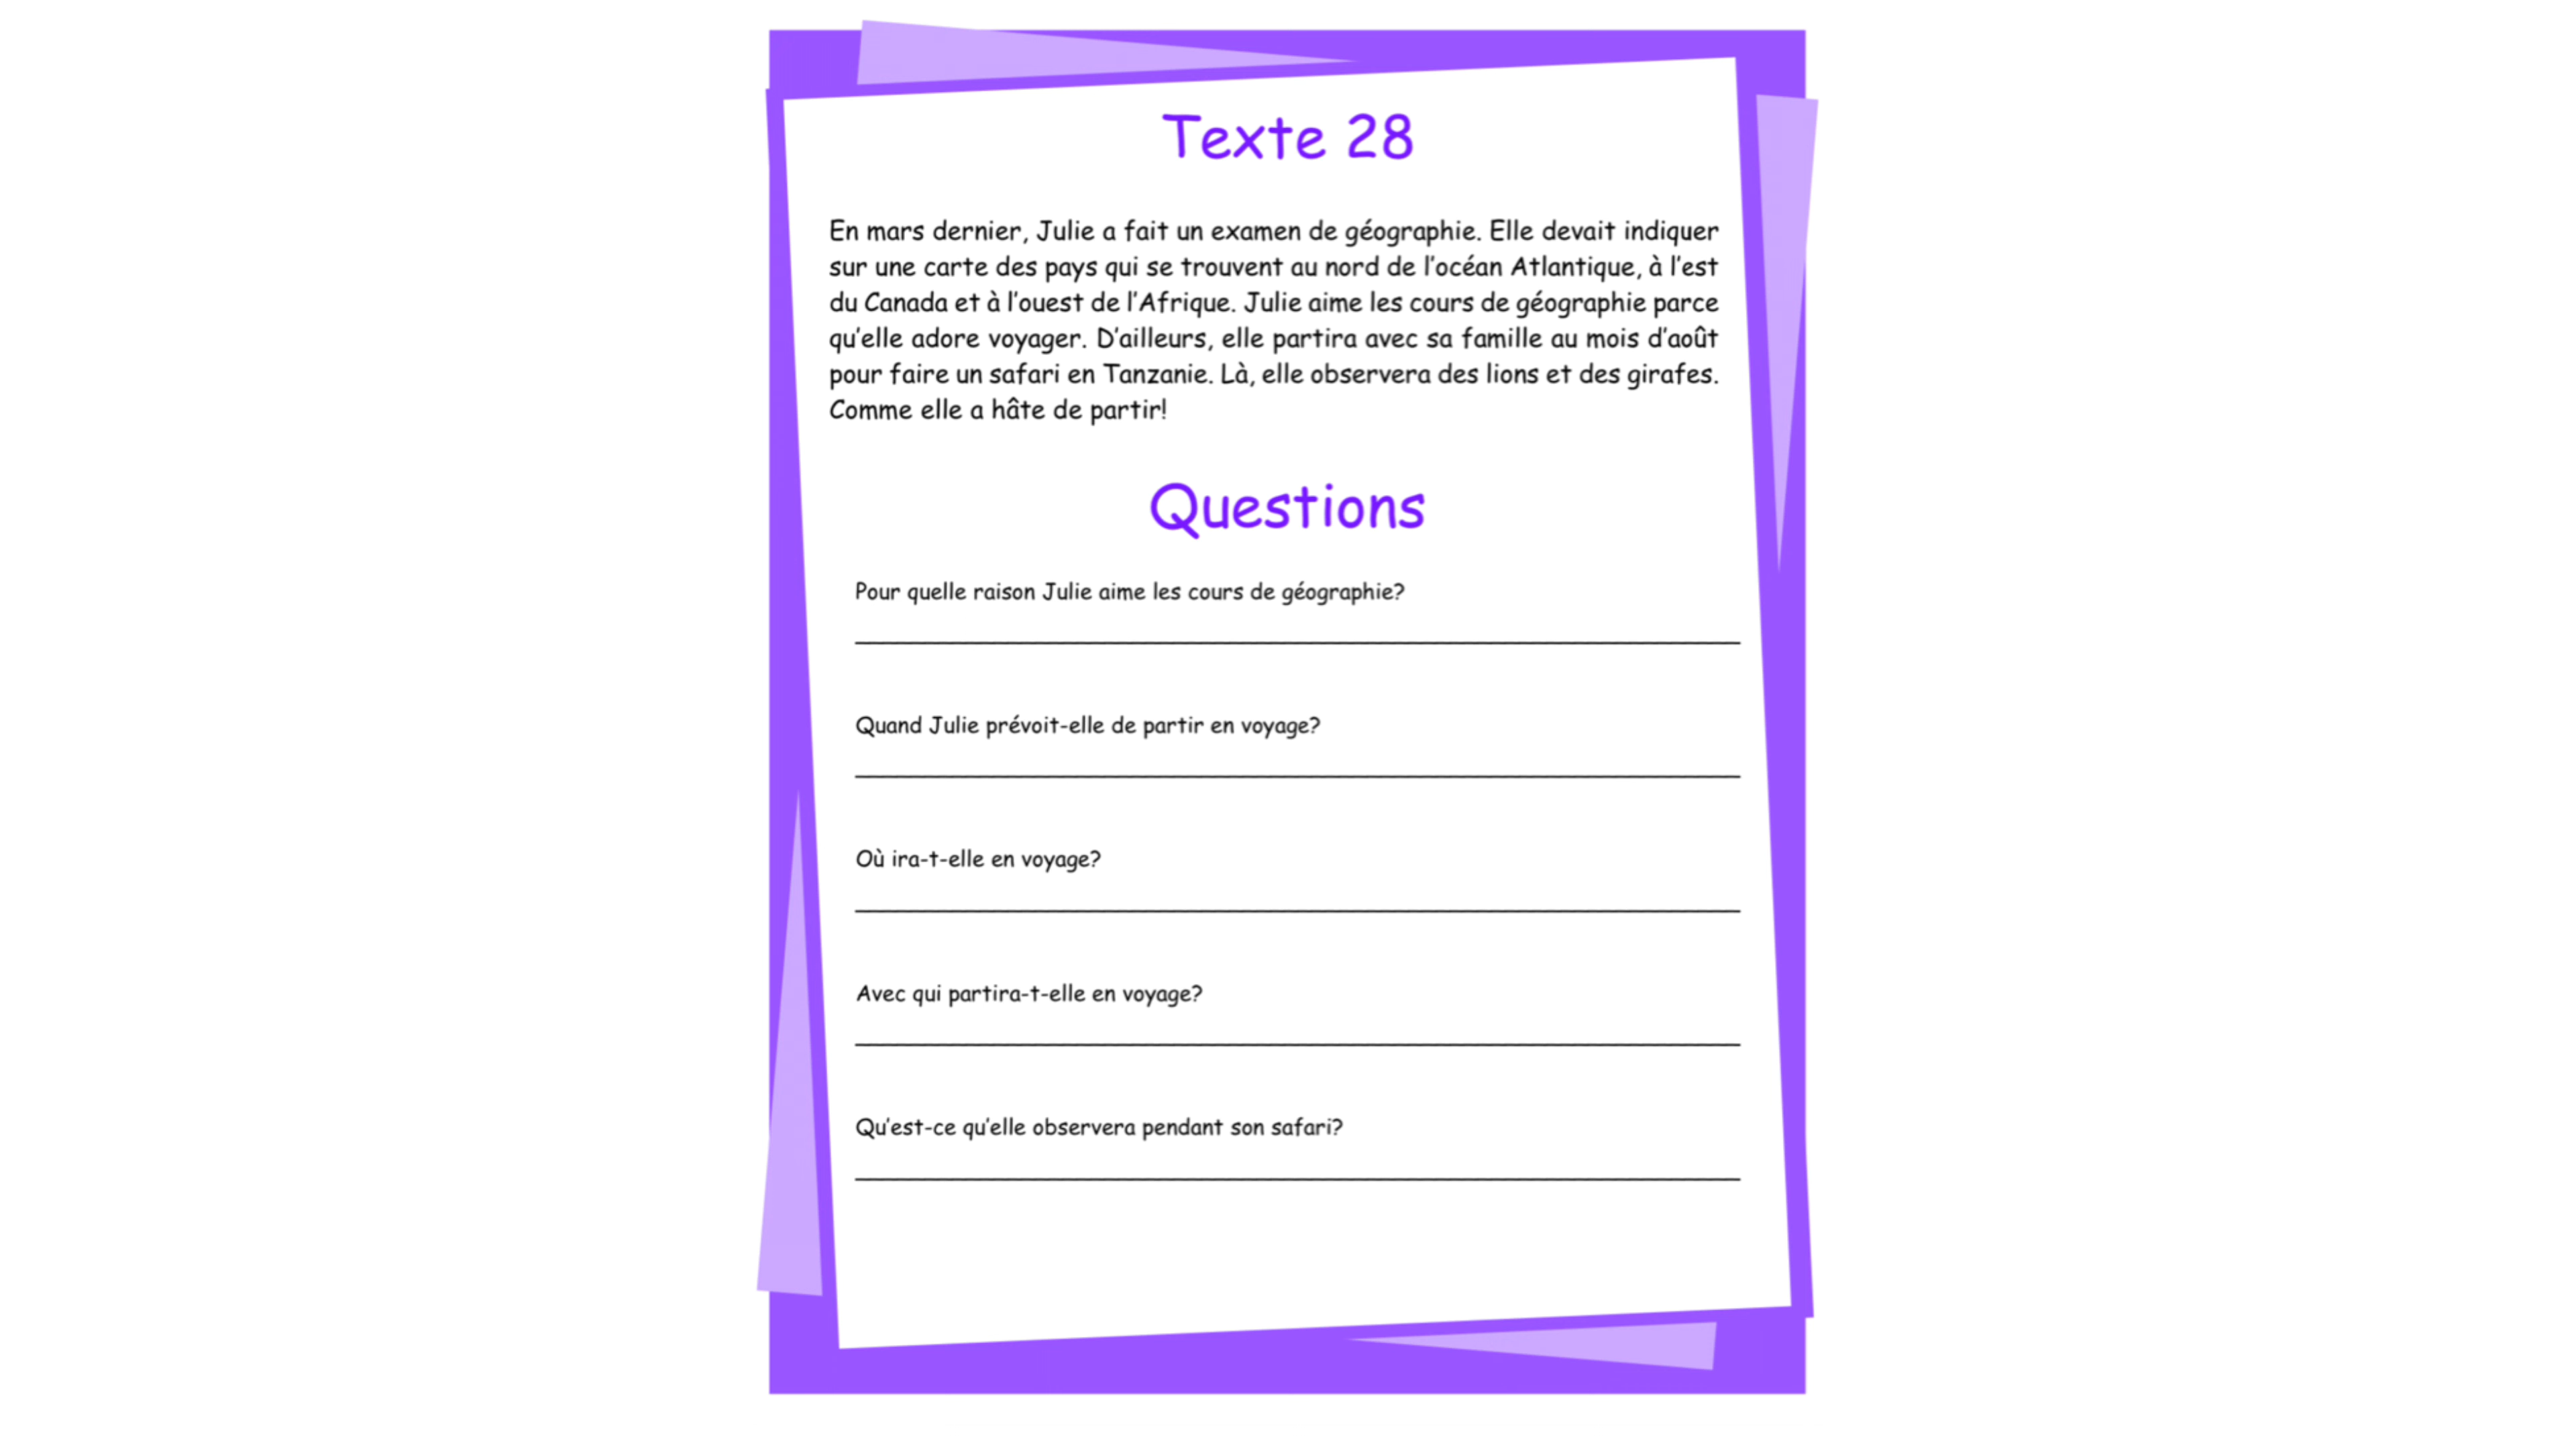 Texte 28
En mars dernier, Julie a fait un examen de géographie. Elle devait indiquer
sur une carte des pays qui se trouvent au nord de l’océan Atlantique, à l’est
du Canada et à l’ouest de l’Afrique. Julie aime les cours de géographie parce
qu’elle adore voyager. D’ailleurs, elle partira avec sa famille au mois d’août
pour faire un safari en Tanzanie. Là, elle observera des lions et des girafes.
Comme elle a hâte de partir!
Questions
Pour quelle raison Julie aime les cours de géographie?
Quand Julie prévoit-elle de partir en voyage?
Où ira-t-elle en voyage?
Avec qui partira-t-elle en voyage?
Qu’est-ce qu’elle observera pendant son safari?